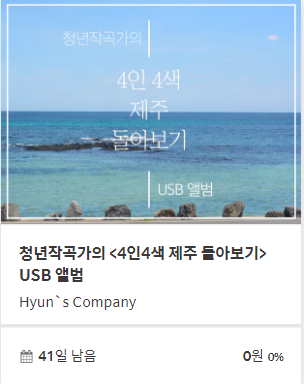 청년작곡가의
4인 4색
제주
돌아보기
USB 앨범
청년작곡가의 <4인4색 제주 돌아보기>
USB 앨범
Hyun`s Company
41일 남음
0원 0%